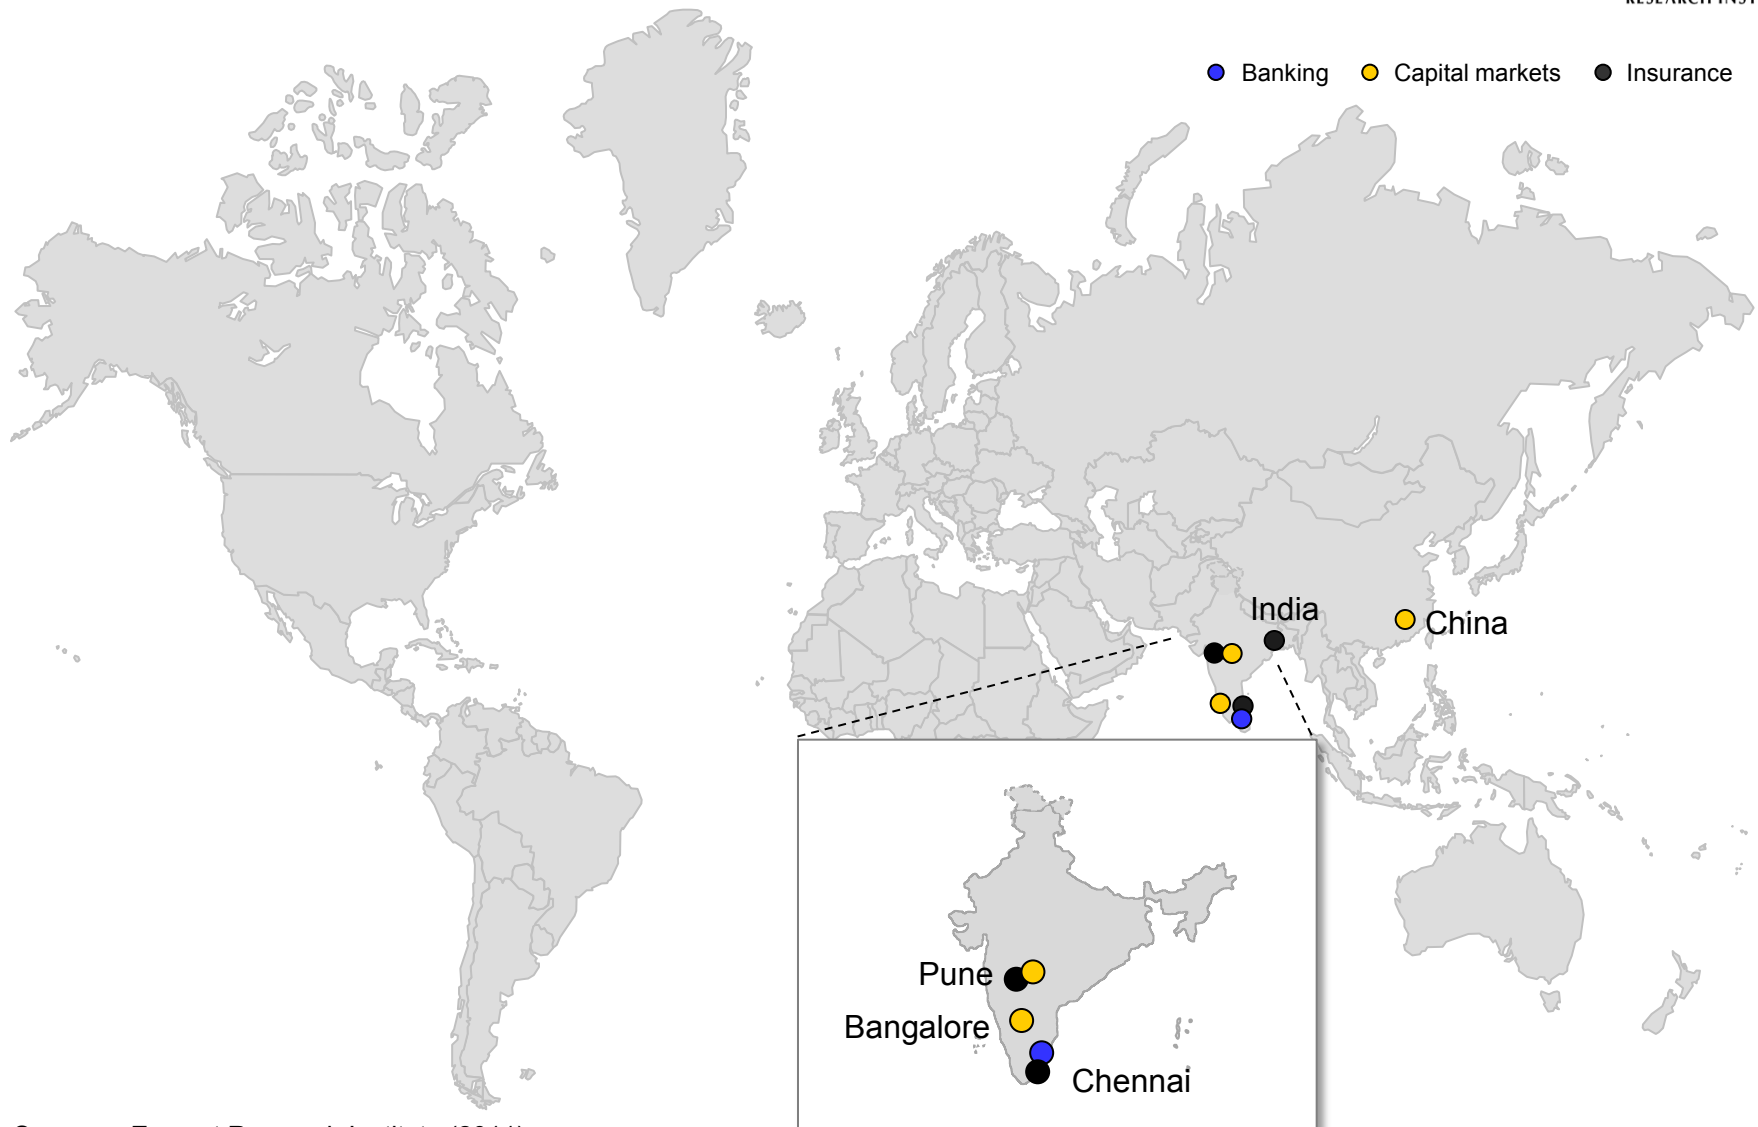 Banking
Capital markets
Insurance
India
China
Pune
Bangalore
Chennai